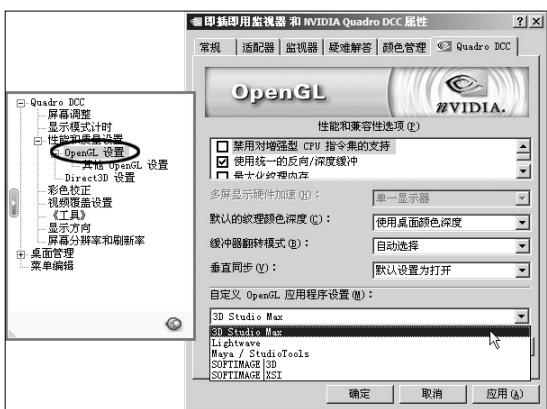 Quadro DCC
屏幕调整
显示模式计时
性能和质量设置
OpenGL 设置
其他 OpenGL 设置
Direct3D 设置
彩色校正
视频覆盖设置
《工具》
显示方向
屏幕分辨率和刷新率
桌面管理
菜单编辑
即插即用监视器 和 NVIDIA Quadro DCC 属性
常规 适配器 监视器 疑难解答 颜色管理 Quadro DCC
OpenGL
NVIDIA.
性能和兼容性选项(P)
禁用对增强型 CPU 指令集的支持
使用统一的反向/深度缓冲
最大化纹理内存
多屏显示硬件加速(H): 单一显示器
默认的纹理颜色深度(C): 使用桌面颜色深度
缓冲器翻转模式(B): 自动选择
垂直同步(V): 默认设置为打开
自定义 OpenGL 应用程序设置(M):
3D Studio Max
3D Studio Max
Lightwave
Maya / StudioTools
SOFTIMAGE|3D
SOFTIMAGE|XSI
确定 取消 应用(A)